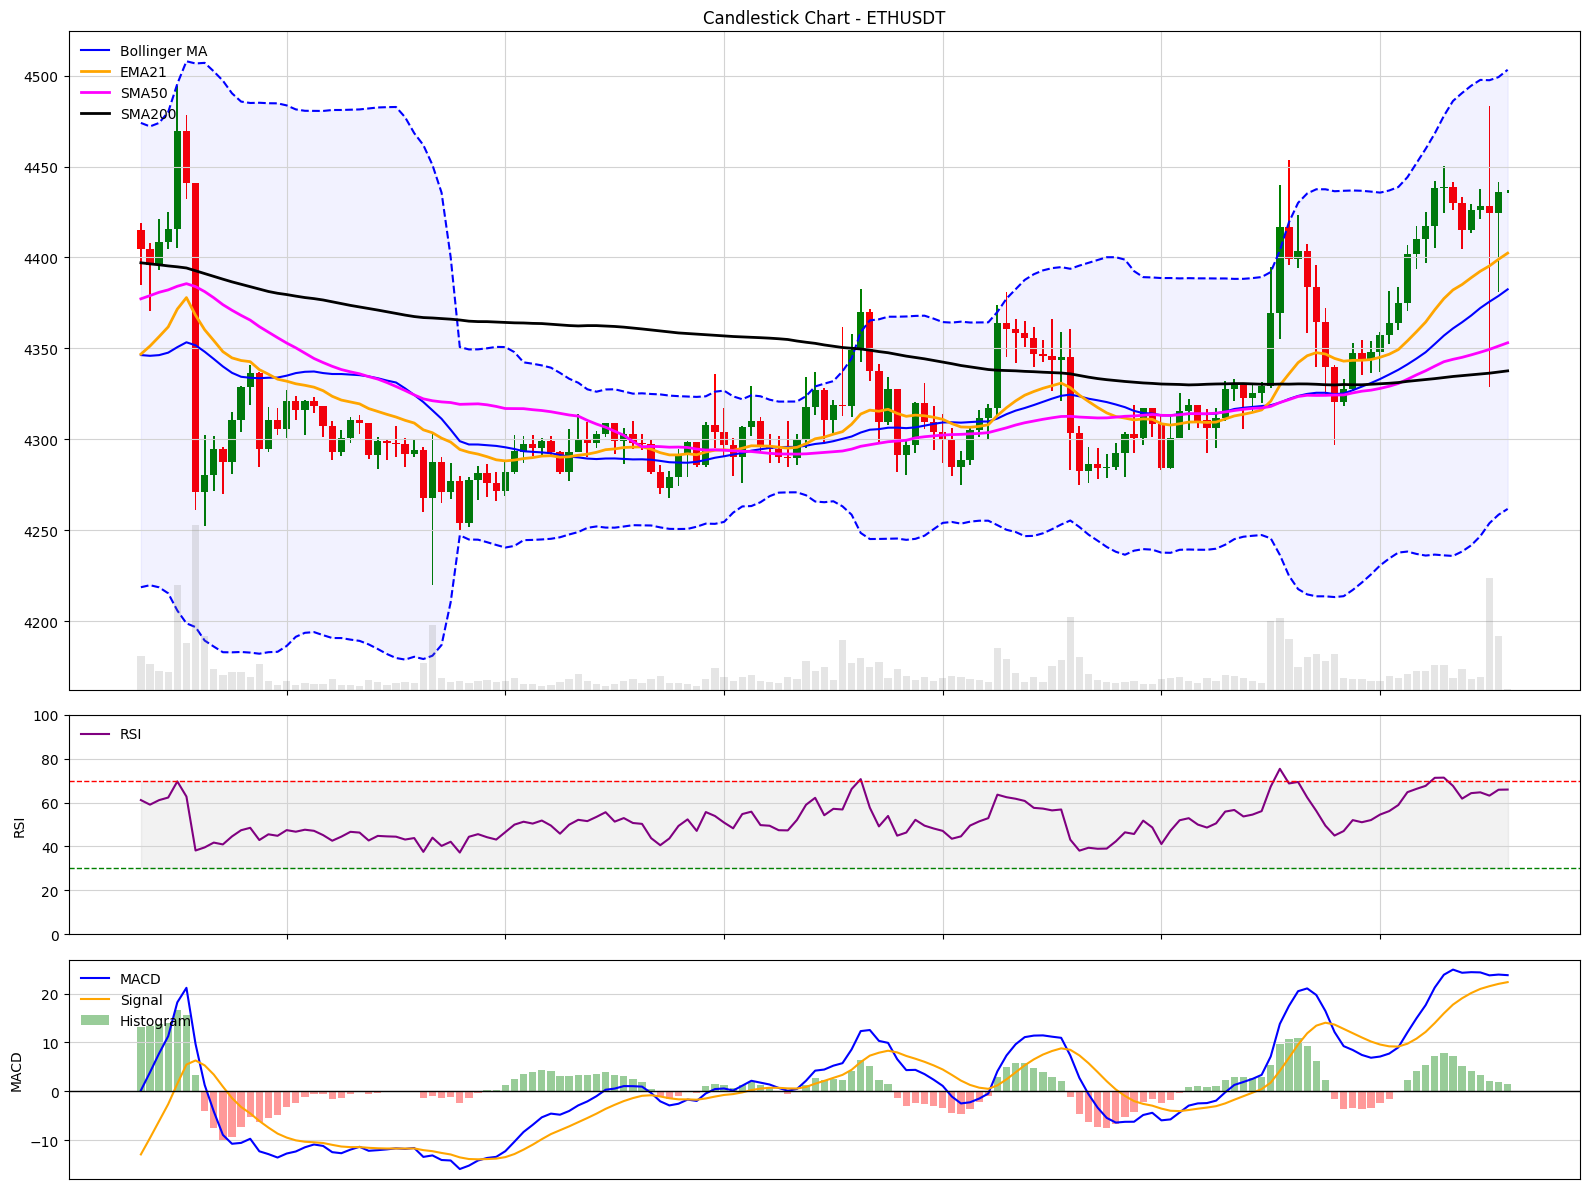 Candlestick Chart - ETHUSDT
Bollinger MA
EMA21
SMA50
SMA200
4500
4450
4400
4350
4300
4250
4200
RSI
100
80
60
40
20
0
RSI
MACD
Signal
Histogram
20
10
0
−10
MACD